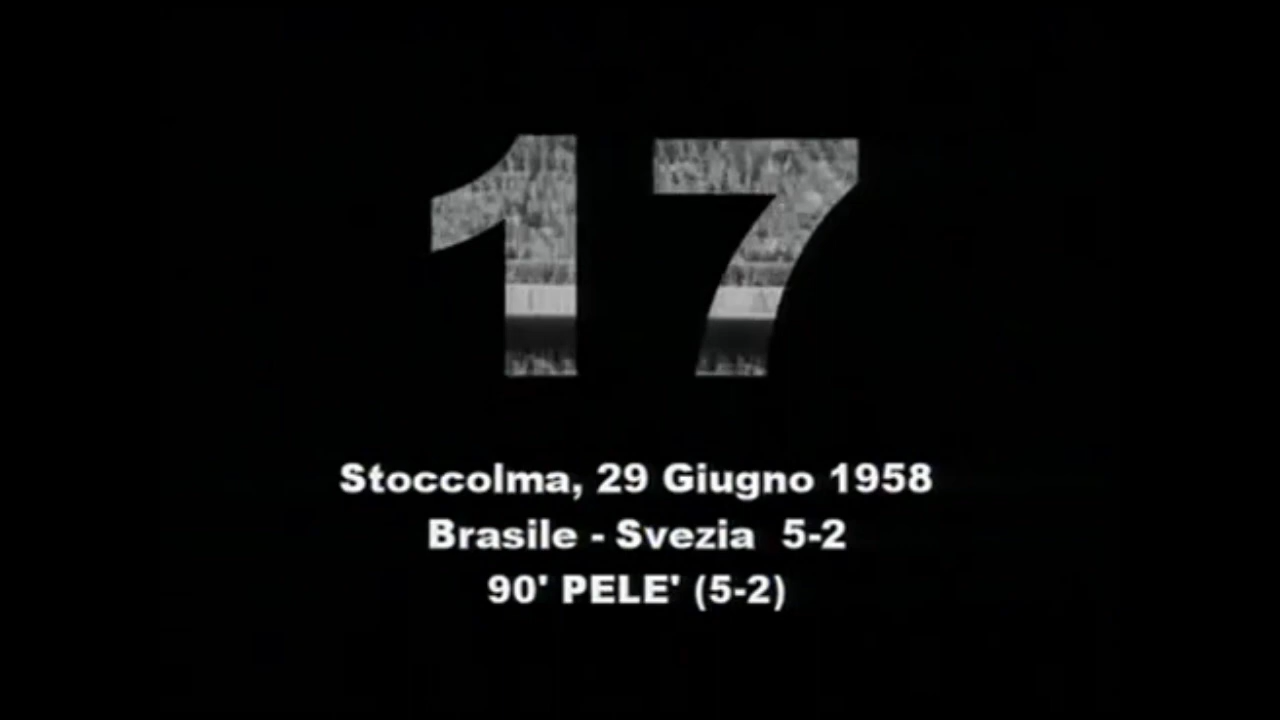 17
Stoccolma, 29 Giugno 1958
Brasile - Svezia 5-2
90' PELE' (5-2)